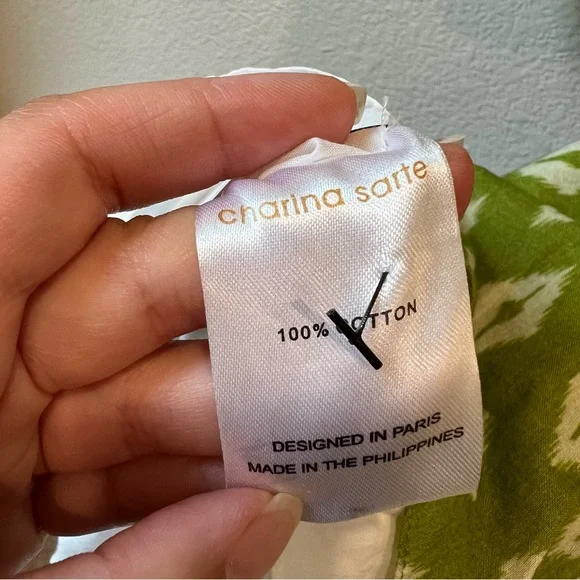 charina sarte
100% COTTON
DESIGNED IN PARIS
MADE IN THE PHILIPPINES